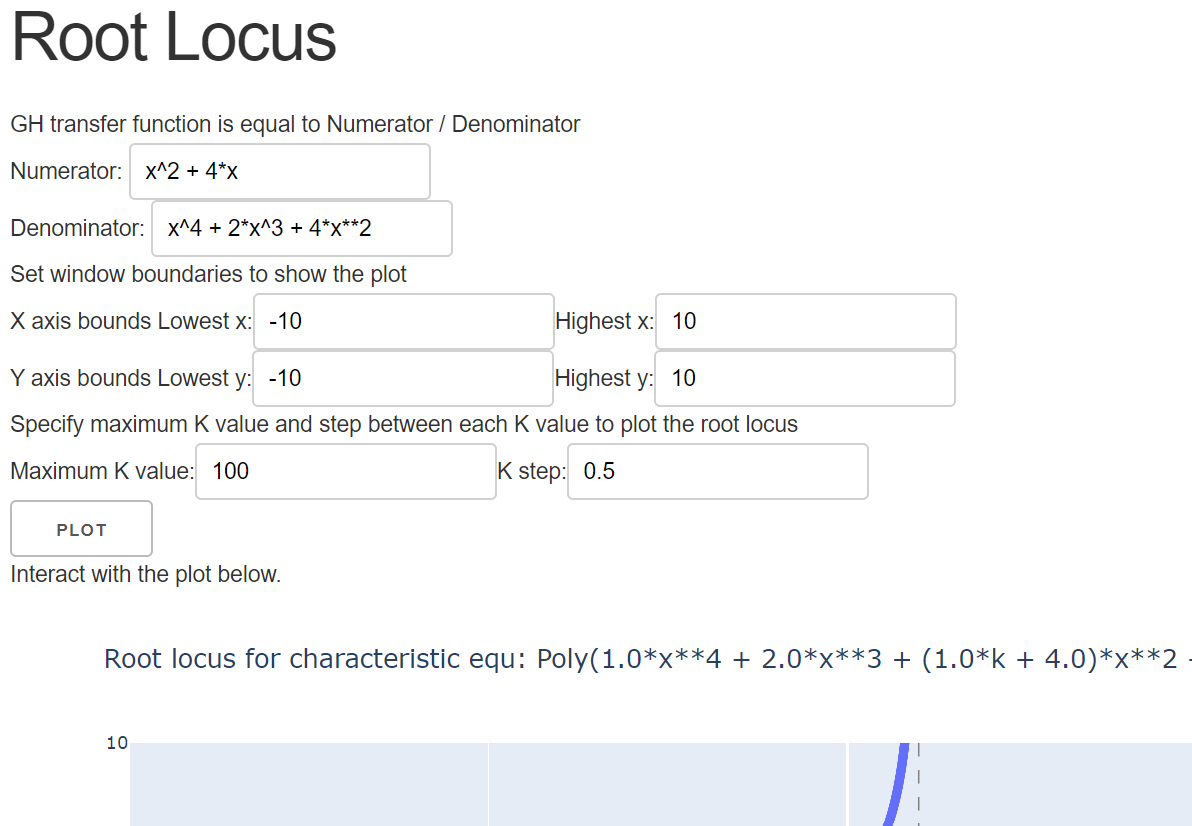 Root Locus
GH transfer function is equal to Numerator / Denominator
Numerator: x^2 + 4*x
Denominator: x^4 + 2*x^3 + 4*x**2
Set window boundaries to show the plot
X axis bounds Lowest x: -10 Highest x: 10
Y axis bounds Lowest y: -10 Highest y: 10
Specify maximum K value and step between each K value to plot the root locus
Maximum K value: 100 K step: 0.5
PLOT
Interact with the plot below.
Root locus for characteristic equ: Poly(1.0*x**4 + 2.0*x**3 + (1.0*k + 4.0)*x**2
10